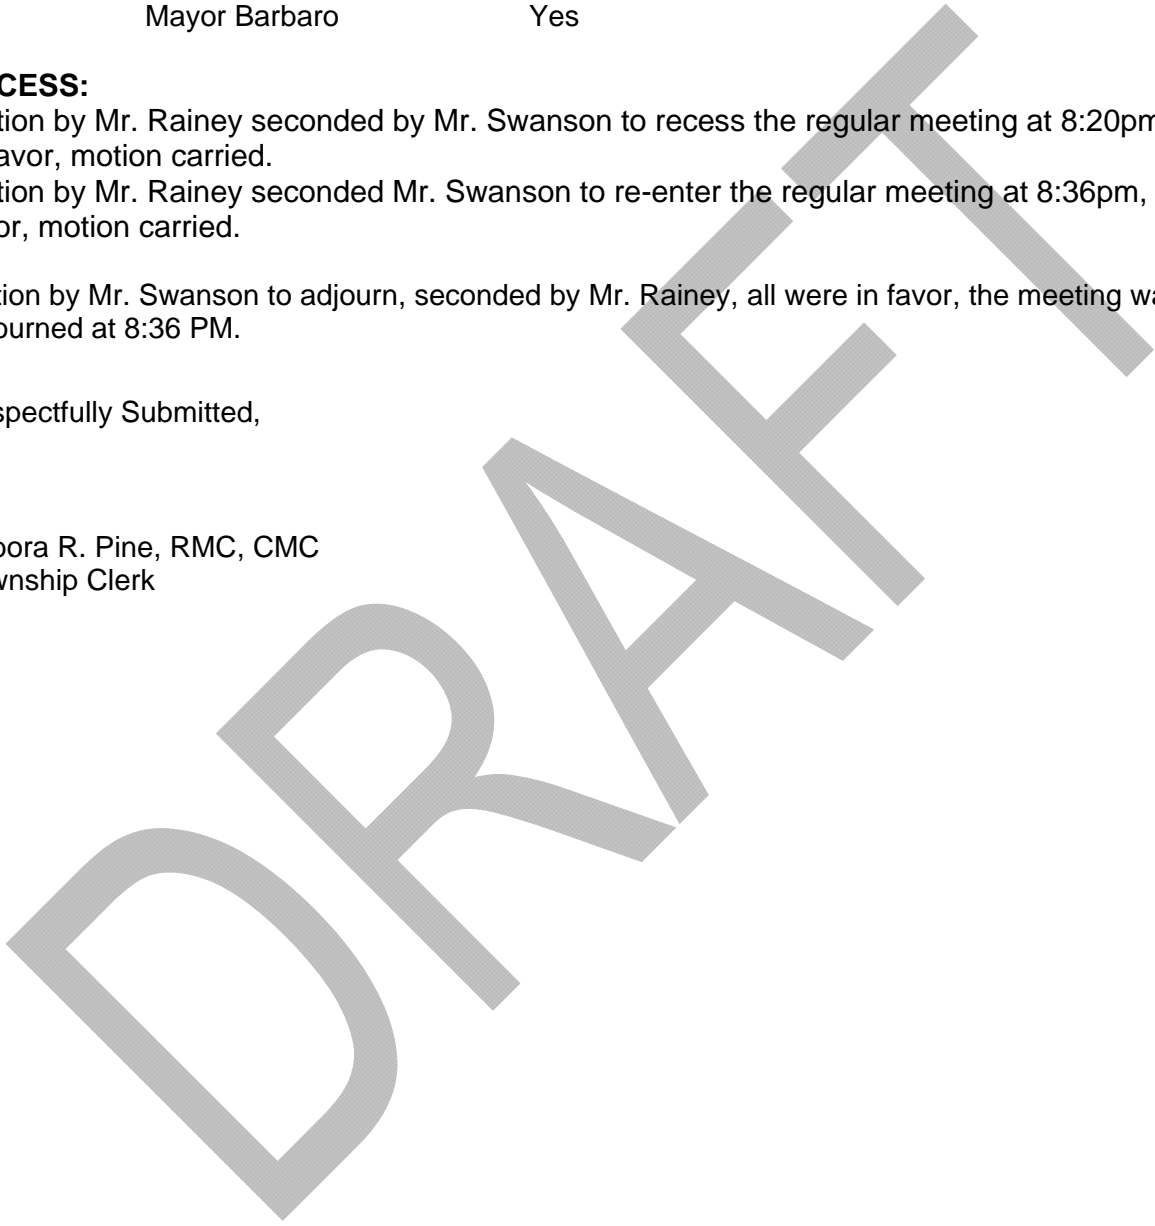 Mayor Barbaro Yes
CESS:
tion by Mr. Rainey seconded by Mr. Swanson to recess the regular meeting at 8:20pm
avor, motion carried.
tion by Mr. Rainey seconded Mr. Swanson to re-enter the regular meeting at 8:36pm,
or, motion carried.
tion by Mr. Swanson to adjourn, seconded by Mr. Rainey, all were in favor, the meeting wa
ourned at 8:36 PM.
spectfully Submitted,
bora R. Pine, RMC, CMC
wnship Clerk
DRAFT